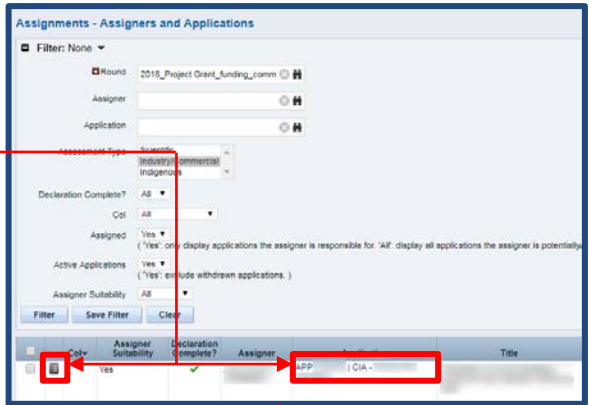 Assignments - Assigners and Applications
Filter: None
Round 2018_Project Grant_funding_comm
Assigner
Application
Assessment Type Scientific
Industry/Commercial
Indigenous
Declaration Complete? All
CoI All
Assigned Yes
( 'Yes': only display applications the assigner is responsible for. 'All': display all applications the assigner is potentially
Active Applications Yes
( 'Yes': exclude withdrawn applications. )
Assigner Suitability All
Filter Save Filter Clear
CoI Assigner Suitability Declaration Complete? Assigner Application Title
Yes APP | CIA -